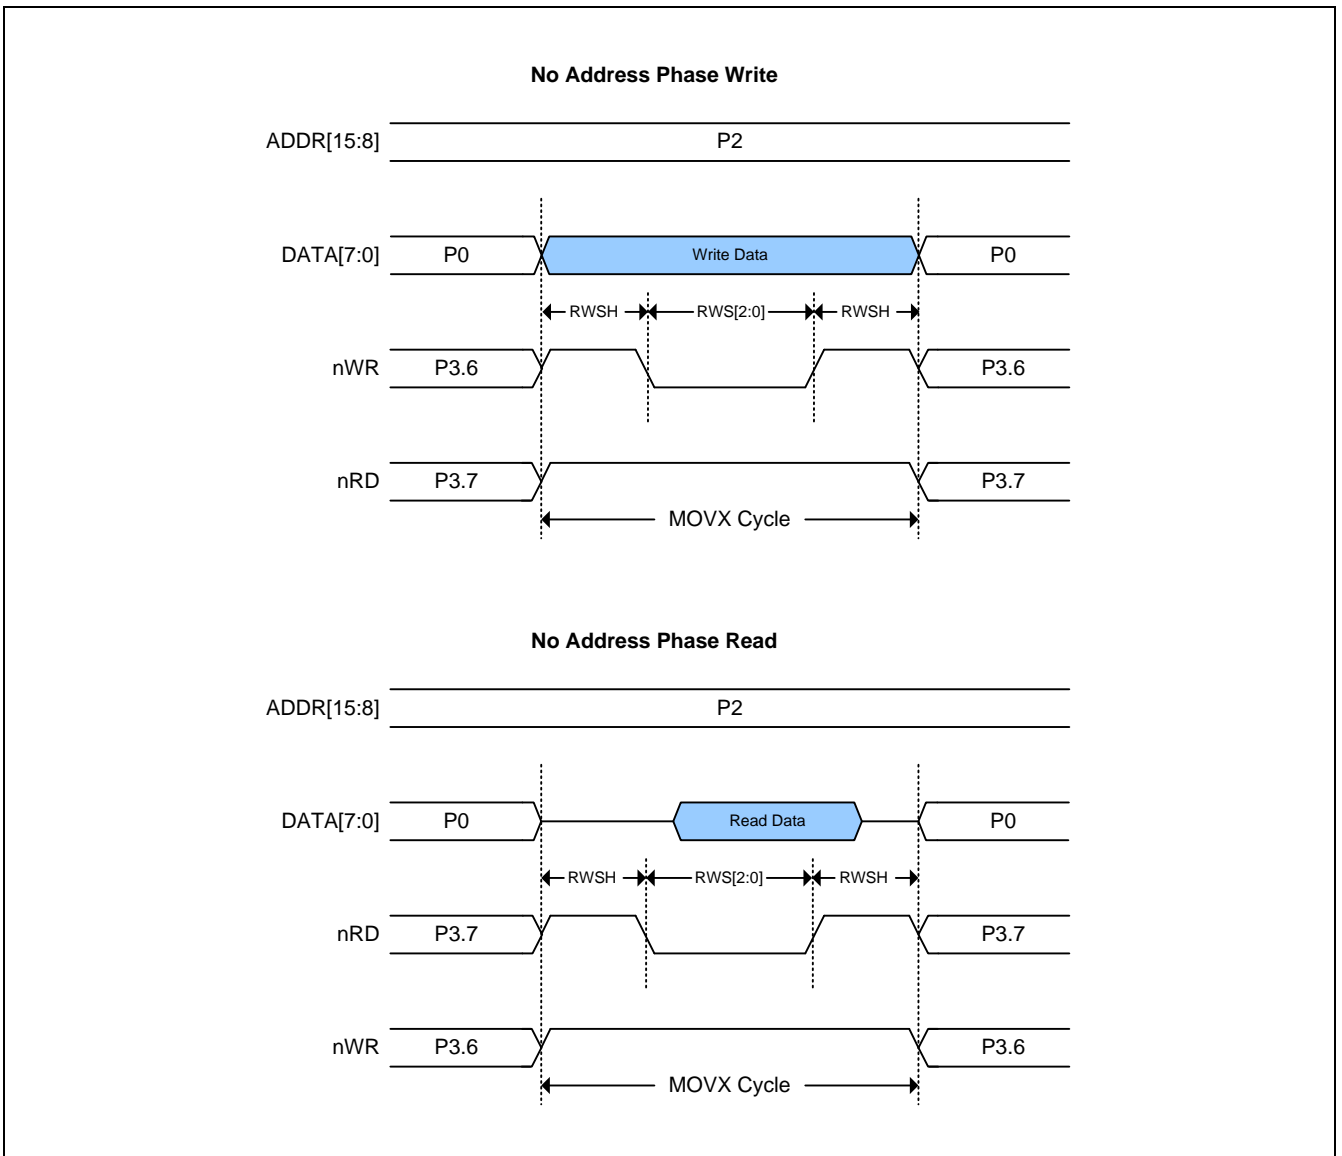 No Address Phase Write
ADDR[15:8] P2
DATA[7:0] P0 Write Data P0
RWSH RWS[2:0] RWSH
nWR P3.6 P3.6
nRD P3.7 P3.7
MOVX Cycle
No Address Phase Read
ADDR[15:8] P2
DATA[7:0] P0 Read Data P0
RWSH RWS[2:0] RWSH
nRD P3.7 P3.7
nWR P3.6 P3.6
MOVX Cycle